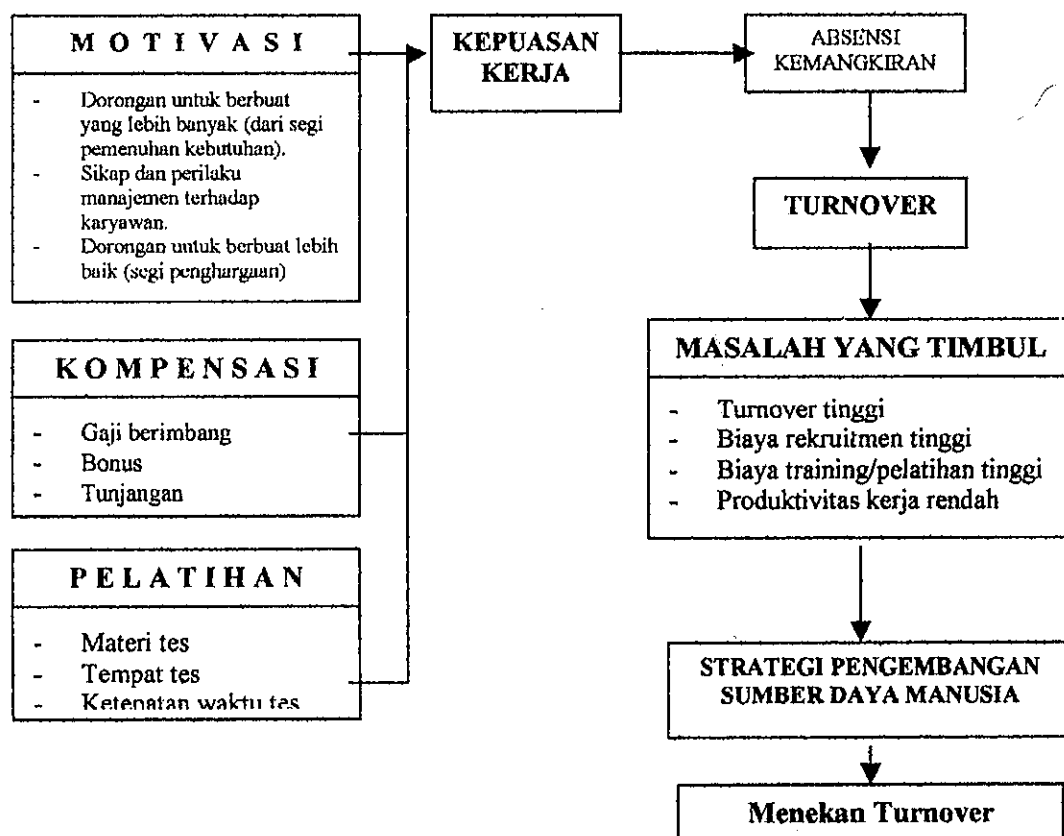 MOTIVASI
- Dorongan untuk berbuat
yang lebih banyak (dari segi
pemenuhan kebutuhan).
- Sikap dan perilaku
manajemen terhadap
karyawan.
- Dorongan untuk berbuat lebih
baik (segi penghargaan)
KOMPENSASI
- Gaji berimbang
- Bonus
- Tunjangan
PELATIHAN
- Materi tes
- Tempat tes
- Ketepatan waktu tes
KEPUASAN
KERJA
ABSENSI
KEMANGKIRAN
TURNOVER
MASALAH YANG TIMBUL
- Turnover tinggi
- Biaya rekruitmen tinggi
- Biaya training/pelatihan tinggi
- Produktivitas kerja rendah
STRATEGI PENGEMBANGAN
SUMBER DAYA MANUSIA
Menekan Turnover